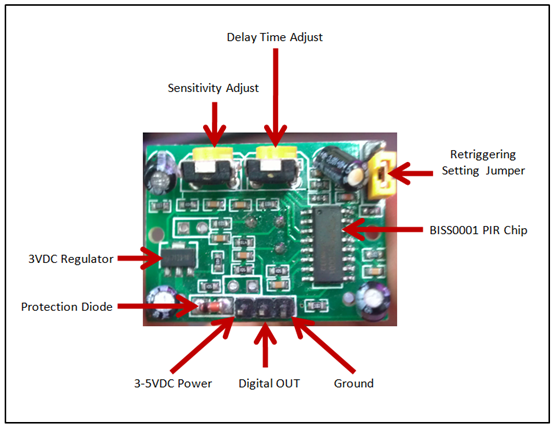 Delay Time Adjust
Sensitivity Adjust
Retriggering
Setting Jumper
BISS0001 PIR Chip
3VDC Regulator
Protection Diode
3-5VDC Power
Digital OUT
Ground